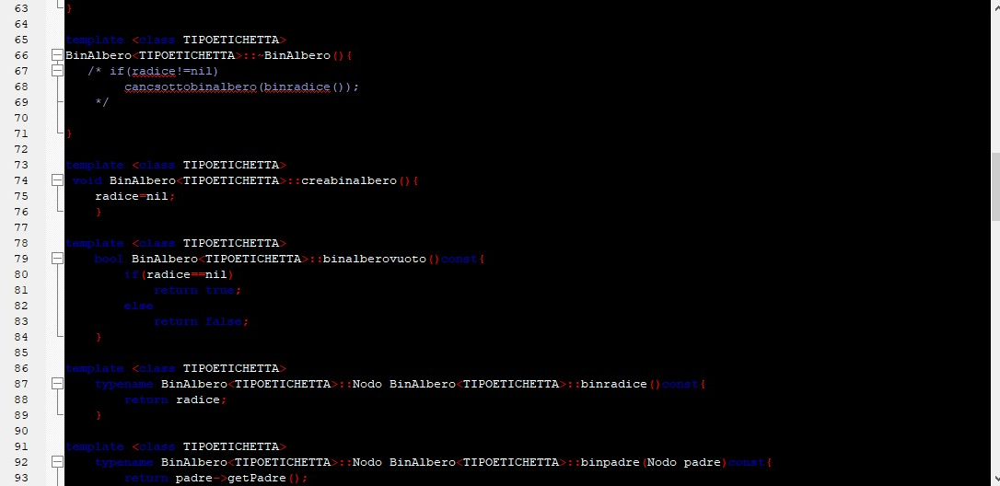 63 }
64
65 template <class TIPOETICHETTA>
66 BinAlbero<TIPOETICHETTA>::~BinAlbero(){
67 /* if(radice!=nil)
68 cancsottobinalbero(binradice());
69 */
70
71 }
72
73 template <class TIPOETICHETTA>
74 void BinAlbero<TIPOETICHETTA>::creabinalbero(){
75 radice=nil;
76 }
77
78 template <class TIPOETICHETTA>
79 bool BinAlbero<TIPOETICHETTA>::binalberovuoto()const{
80 if(radice==nil)
81 return true;
82 else
83 return false;
84 }
85
86 template <class TIPOETICHETTA>
87 typename BinAlbero<TIPOETICHETTA>::Nodo BinAlbero<TIPOETICHETTA>::binradice()const{
88 return radice;
89 }
90
91 template <class TIPOETICHETTA>
92 typename BinAlbero<TIPOETICHETTA>::Nodo BinAlbero<TIPOETICHETTA>::binpadre(Nodo padre)const{
93 return padre->getPadre();